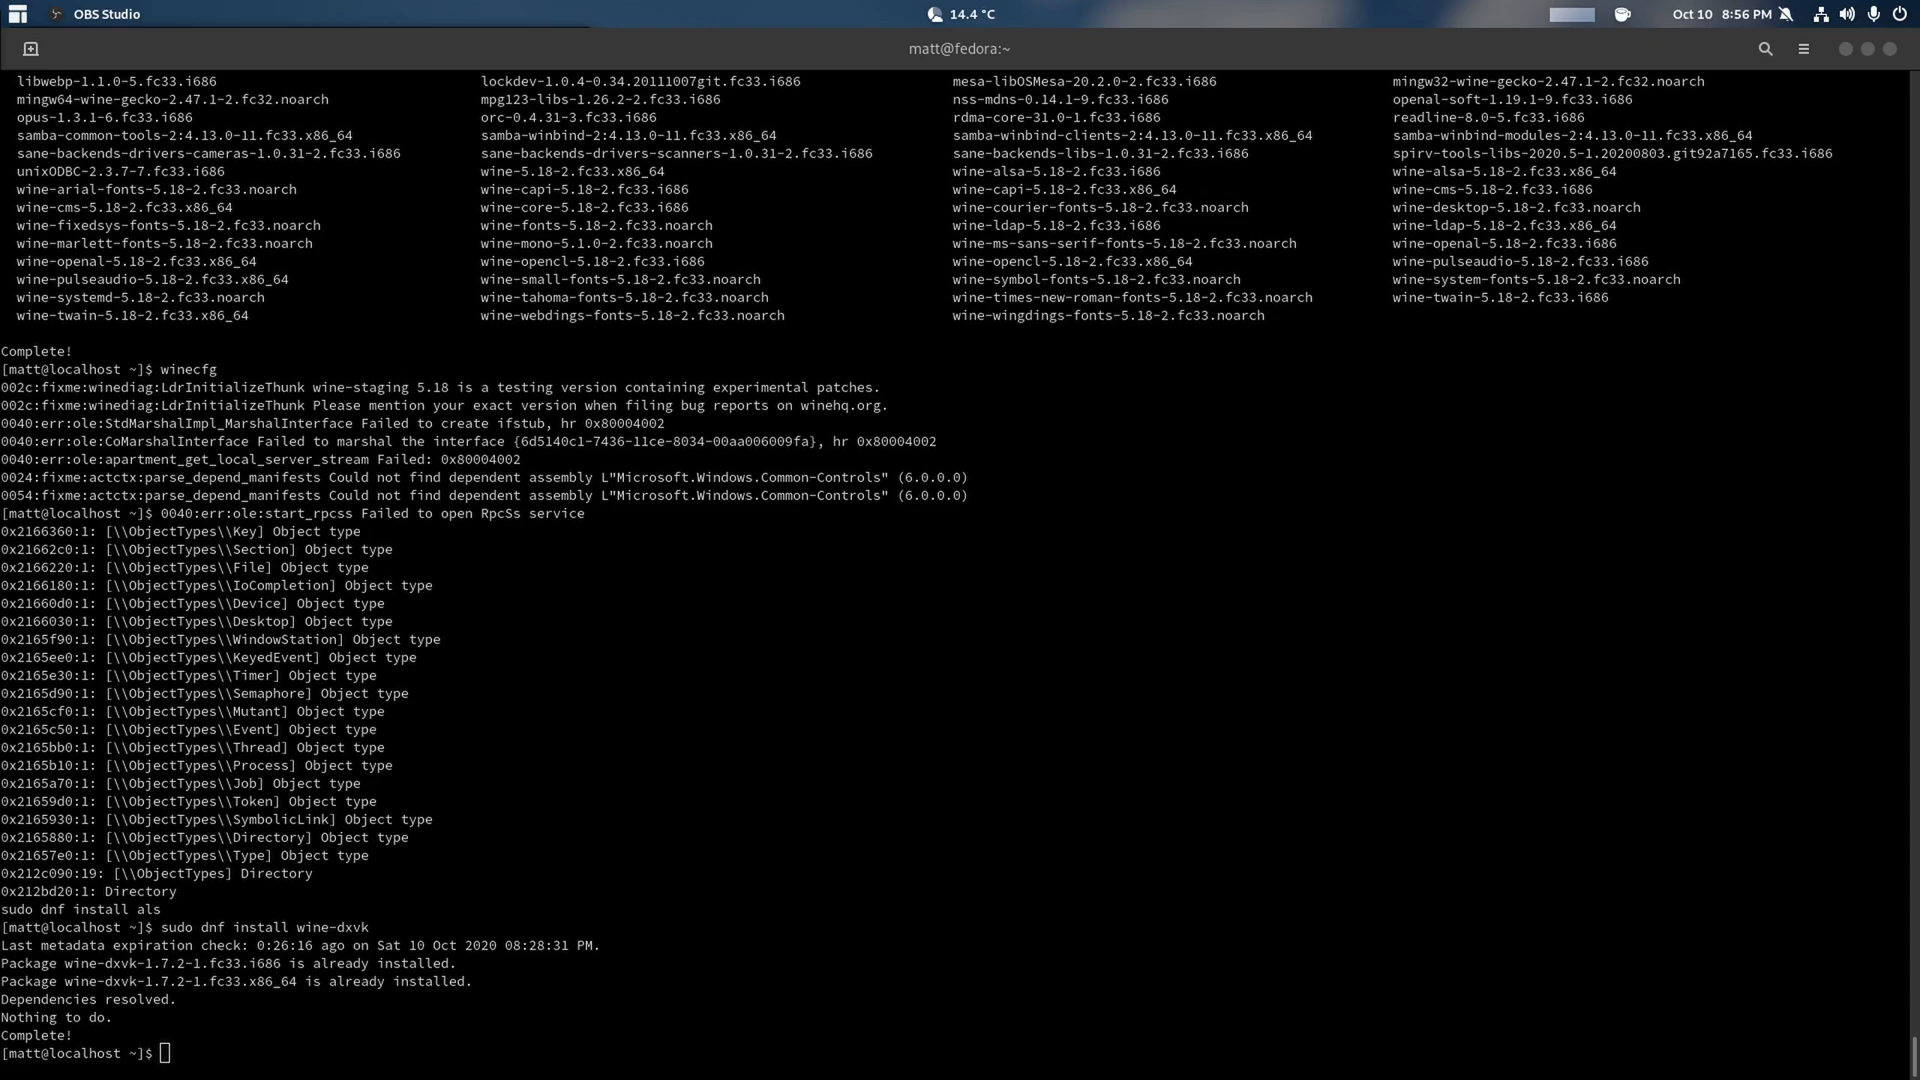 OBS Studio 14.4 °C Oct 10 8:56 PM
matt@fedora:~
libwebp-1.1.0-5.fc33.i686 lockdev-1.0.4-0.34.20111007git.fc33.i686 mesa-libOSMesa-20.2.0-2.fc33.i686 mingw32-wine-gecko-2.47.1-2.fc32.noarch
mingw64-wine-gecko-2.47.1-2.fc32.noarch mpg123-libs-1.26.2-2.fc33.i686 nss-mdns-0.14.1-9.fc33.i686 openal-soft-1.19.1-9.fc33.i686
opus-1.3.1-6.fc33.i686 orc-0.4.31-3.fc33.i686 rdma-core-31.0-1.fc33.i686 readline-8.0-5.fc33.i686
samba-common-tools-2:4.13.0-11.fc33.x86_64 samba-winbind-2:4.13.0-11.fc33.x86_64 samba-winbind-clients-2:4.13.0-11.fc33.x86_64 samba-winbind-modules-2:4.13.0-11.fc33.x86_64
sane-backends-drivers-cameras-1.0.31-2.fc33.i686 sane-backends-drivers-scanners-1.0.31-2.fc33.i686 sane-backends-libs-1.0.31-2.fc33.i686 spirv-tools-libs-2020.5-1.20200803.git92a7165.fc33.i686
unixODBC-2.3.7-7.fc33.i686 wine-5.18-2.fc33.x86_64 wine-alsa-5.18-2.fc33.i686 wine-alsa-5.18-2.fc33.x86_64
wine-arial-fonts-5.18-2.fc33.noarch wine-capi-5.18-2.fc33.i686 wine-capi-5.18-2.fc33.x86_64 wine-cms-5.18-2.fc33.i686
wine-cms-5.18-2.fc33.x86_64 wine-core-5.18-2.fc33.i686 wine-courier-fonts-5.18-2.fc33.noarch wine-desktop-5.18-2.fc33.noarch
wine-fixedsys-fonts-5.18-2.fc33.noarch wine-fonts-5.18-2.fc33.noarch wine-ldap-5.18-2.fc33.i686 wine-ldap-5.18-2.fc33.x86_64
wine-marlett-fonts-5.18-2.fc33.noarch wine-mono-5.1.0-2.fc33.noarch wine-ms-sans-serif-fonts-5.18-2.fc33.noarch wine-openal-5.18-2.fc33.i686
wine-openal-5.18-2.fc33.x86_64 wine-opencl-5.18-2.fc33.i686 wine-opencl-5.18-2.fc33.x86_64 wine-pulseaudio-5.18-2.fc33.i686
wine-pulseaudio-5.18-2.fc33.x86_64 wine-small-fonts-5.18-2.fc33.noarch wine-symbol-fonts-5.18-2.fc33.noarch wine-system-fonts-5.18-2.fc33.noarch
wine-systemd-5.18-2.fc33.noarch wine-tahoma-fonts-5.18-2.fc33.noarch wine-times-new-roman-fonts-5.18-2.fc33.noarch wine-twain-5.18-2.fc33.i686
wine-twain-5.18-2.fc33.x86_64 wine-webdings-fonts-5.18-2.fc33.noarch wine-wingdings-fonts-5.18-2.fc33.noarch
Complete!
[matt@localhost ~]$ winecfg
002c:fixme:winediag:LdrInitializeThunk wine-staging 5.18 is a testing version containing experimental patches.
002c:fixme:winediag:LdrInitializeThunk Please mention your exact version when filing bug reports on winehq.org.
0040:err:ole:StdMarshalImpl_MarshalInterface Failed to create ifstub, hr 0x80004002
0040:err:ole:CoMarshalInterface Failed to marshal the interface {6d5140c1-7436-11ce-8034-00aa006009fa}, hr 0x80004002
0040:err:ole:apartment_get_local_server_stream Failed: 0x80004002
0024:fixme:actctx:parse_depend_manifests Could not find dependent assembly L"Microsoft.Windows.Common-Controls" (6.0.0.0)
0054:fixme:actctx:parse_depend_manifests Could not find dependent assembly L"Microsoft.Windows.Common-Controls" (6.0.0.0)
[matt@localhost ~]$ 0040:err:ole:start_rpcss Failed to open RpcSs service
0x2166360:1: [\\ObjectTypes\\Key] Object type
0x21662c0:1: [\\ObjectTypes\\Section] Object type
0x2166220:1: [\\ObjectTypes\\File] Object type
0x2166180:1: [\\ObjectTypes\\IoCompletion] Object type
0x21660d0:1: [\\ObjectTypes\\Device] Object type
0x2166030:1: [\\ObjectTypes\\Desktop] Object type
0x2165f90:1: [\\ObjectTypes\\WindowStation] Object type
0x2165ee0:1: [\\ObjectTypes\\KeyedEvent] Object type
0x2165e30:1: [\\ObjectTypes\\Timer] Object type
0x2165d90:1: [\\ObjectTypes\\Semaphore] Object type
0x2165cf0:1: [\\ObjectTypes\\Mutant] Object type
0x2165c50:1: [\\ObjectTypes\\Event] Object type
0x2165bb0:1: [\\ObjectTypes\\Thread] Object type
0x2165b10:1: [\\ObjectTypes\\Process] Object type
0x2165a70:1: [\\ObjectTypes\\Job] Object type
0x21659d0:1: [\\ObjectTypes\\Token] Object type
0x2165930:1: [\\ObjectTypes\\SymbolicLink] Object type
0x2165880:1: [\\ObjectTypes\\Directory] Object type
0x21657e0:1: [\\ObjectTypes\\Type] Object type
0x212c090:19: [\\ObjectTypes] Directory
0x212bd20:1: Directory
sudo dnf install als
[matt@localhost ~]$ sudo dnf install wine-dxvk
Last metadata expiration check: 0:26:16 ago on Sat 10 Oct 2020 08:28:31 PM.
Package wine-dxvk-1.7.2-1.fc33.i686 is already installed.
Package wine-dxvk-1.7.2-1.fc33.x86_64 is already installed.
Dependencies resolved.
Nothing to do.
Complete!
[matt@localhost ~]$